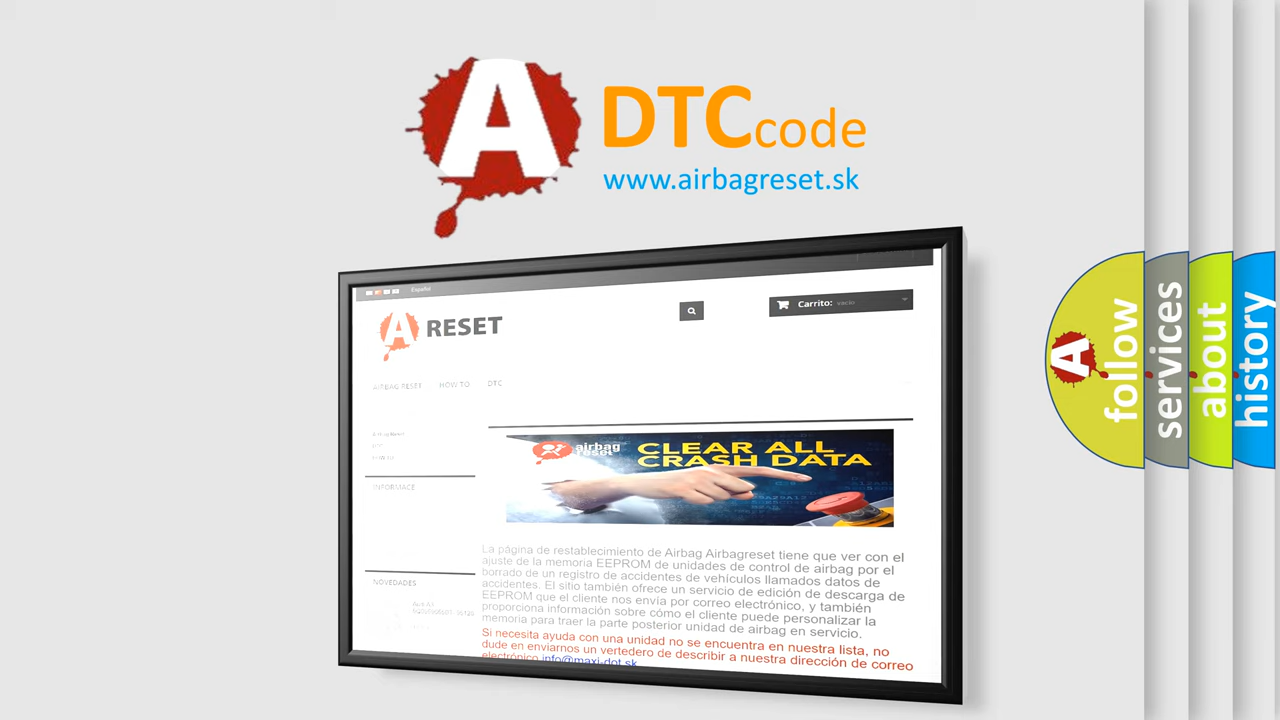 A DTCcode
www.airbagreset.sk
Español
A RESET
Carrito: vacío
AIRBAG RESET HOW TO DTC
INFORMACE
NOVEDADES
airbag
reset
CLEAR ALL
CRASH DATA
La página de restablecimiento de Airbag Airbagreset tiene que ver con el
ajuste de la memoria EEPROM de unidades de control de airbag por el
borrado de un registro de accidentes de vehículos llamados datos de
accidentes. El sitio también ofrece un servicio de edición de descarga de
EEPROM que el cliente nos envía por correo electrónico, y también
proporciona información sobre cómo el cliente puede personalizar la
memoria para traer la parte posterior unidad de airbag en servicio.
Si necesita ayuda con una unidad no se encuentra en nuestra lista, no
dude en enviarnos un vertedero de describir a nuestra dirección de correo
electrónico info@maxi-dot.sk
A
follow
services
about
history